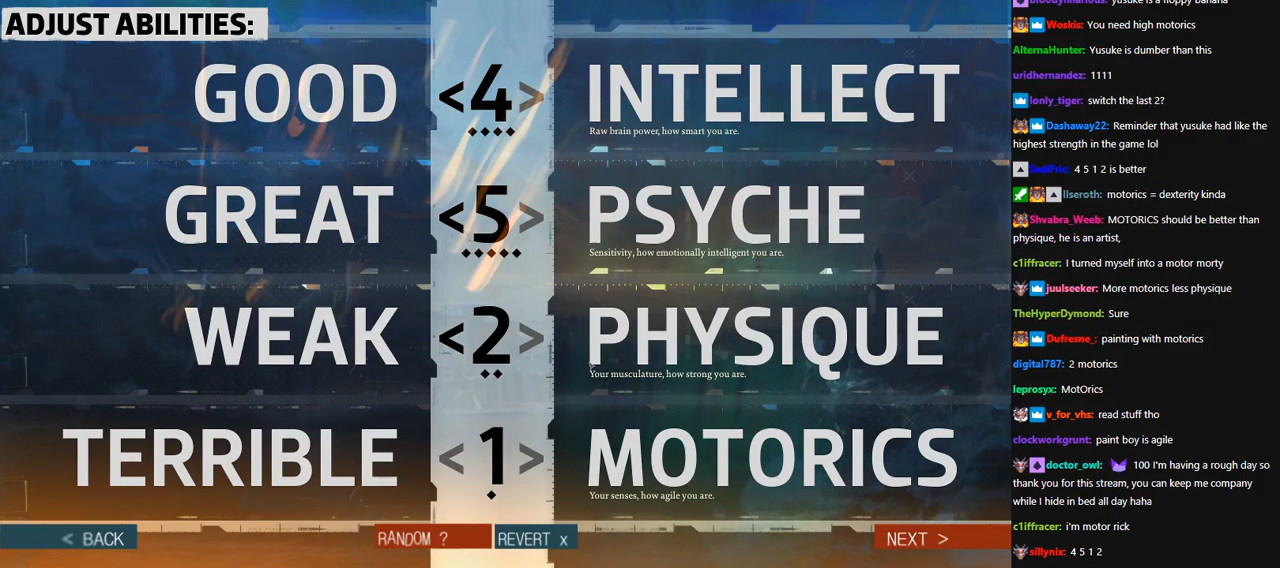 ADJUST ABILITIES:
GOOD <4> INTELLECT
Raw brain power, how smart you are.
GREAT <5> PSYCHE
Sensitivity, how emotionally intelligent you are.
WEAK <2> PHYSIQUE
Your musculature, how strong you are.
TERRIBLE <1> MOTORICS
Your senses, how agile you are.
< BACK
RANDOM ?
REVERT x
NEXT >
yusuke is a floppy banana
Woskis: You need high motorics
AlternaHunter: Yusuke is dumber than this
uridhernandez: 1111
lonly_tiger: switch the last 2?
Dashaway22: Reminder that yusuke had like the
highest strength in the game lol
4 5 1 2 is better
llseroth: motorics = dexterity kinda
Shvabra_Weeb: MOTORICS should be better than
physique, he is an artist,
c1iffracer: I turned myself into a motor morty
juulseeker: More motorics less physique
TheHyperDymond: Sure
Dufresne_: painting with motorics
digital787: 2 motorics
leprosyx: MotOrics
v_for_vhs: read stuff tho
clockworkgrunt: paint boy is agile
doctor_owl: 100 I'm having a rough day so
thank you for this stream, you can keep me company
while I hide in bed all day haha
c1iffracer: i'm motor rick
sillynix: 4 5 1 2